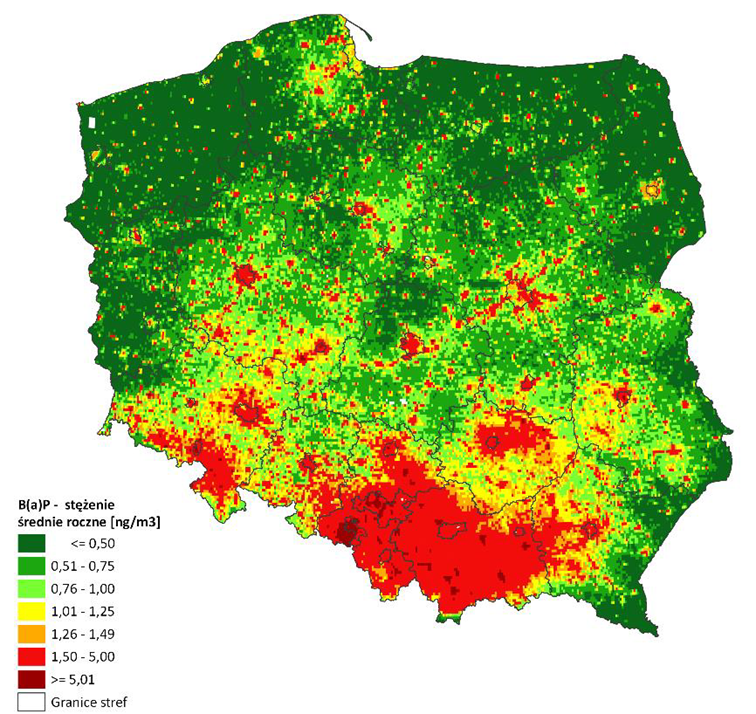 B(a)P - stężenie
średnie roczne [ng/m3]
<= 0,50
0,51 - 0,75
0,76 - 1,00
1,01 - 1,25
1,26 - 1,49
1,50 - 5,00
>= 5,01
Granice stref